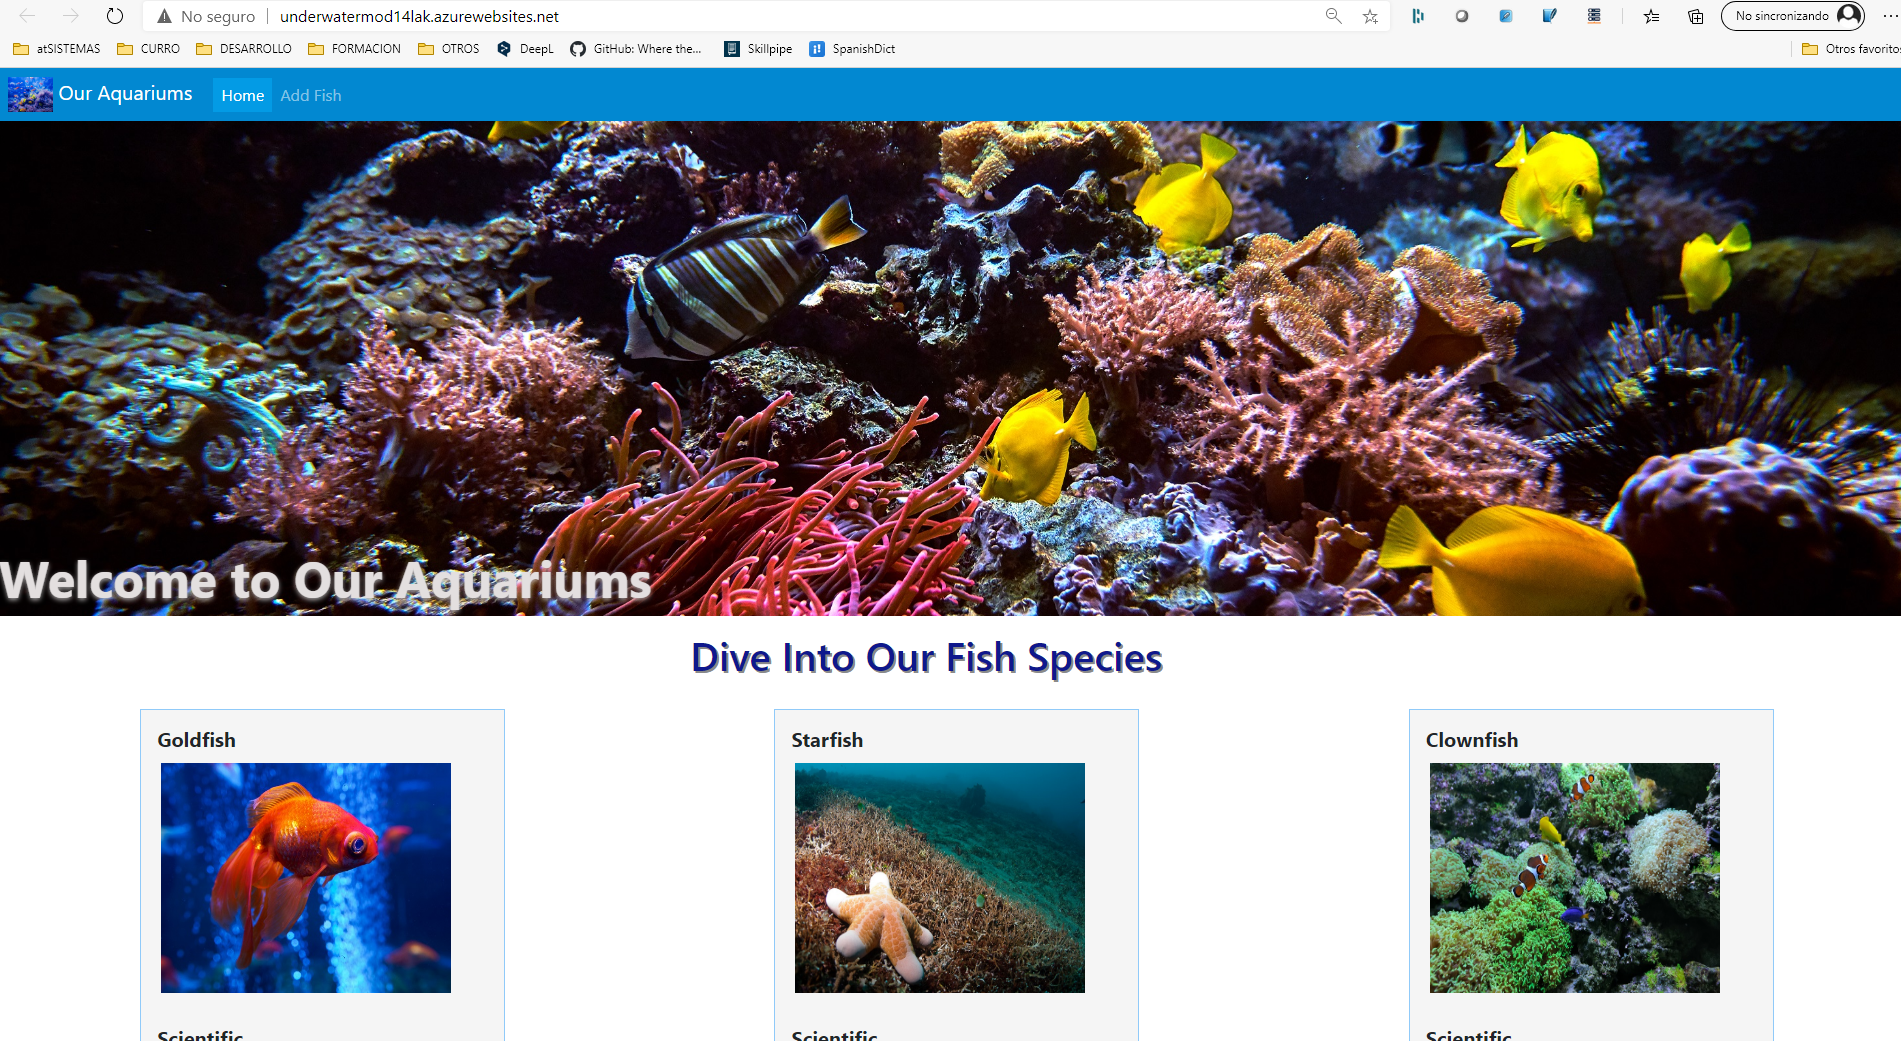 No seguro underwatermod14lak.azurewebsites.net No sincronizando
atSISTEMAS CURRO DESARROLLO FORMACION OTROS DeepL GitHub: Where the... Skillpipe SpanishDict Otros favoritos
Our Aquariums Home Add Fish
Welcome to Our Aquariums
Dive Into Our Fish Species
Goldfish Starfish Clownfish
Scientific Scientific Scientific